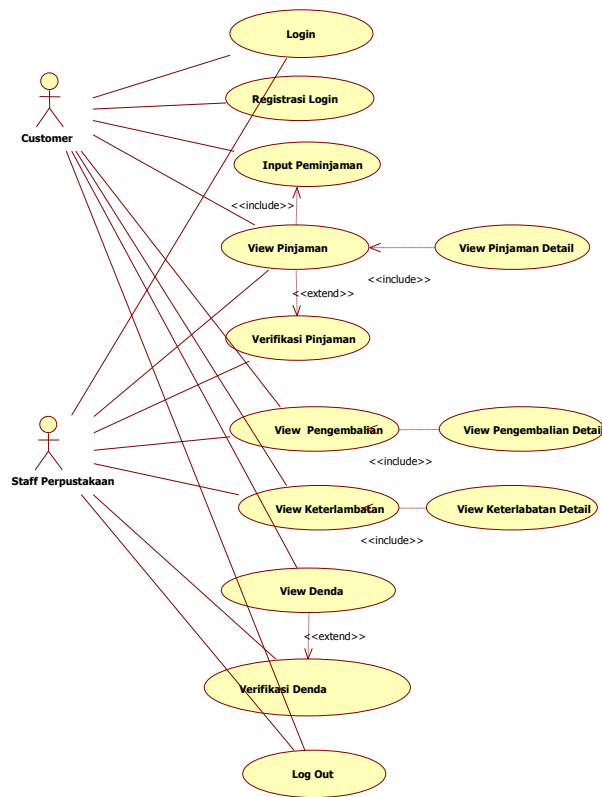 Login
Registrasi Login
Customer
Input Peminjaman
<<include>>
View Pinjaman
View Pinjaman Detail
<<include>>
<<extend>>
Verifikasi Pinjaman
View Pengembalian
View Pengembalian Detail
<<include>>
Staff Perpustakaan
View Keterlambatan
View Keterlabatan Detail
<<include>>
View Denda
<<extend>>
Verifikasi Denda
Log Out